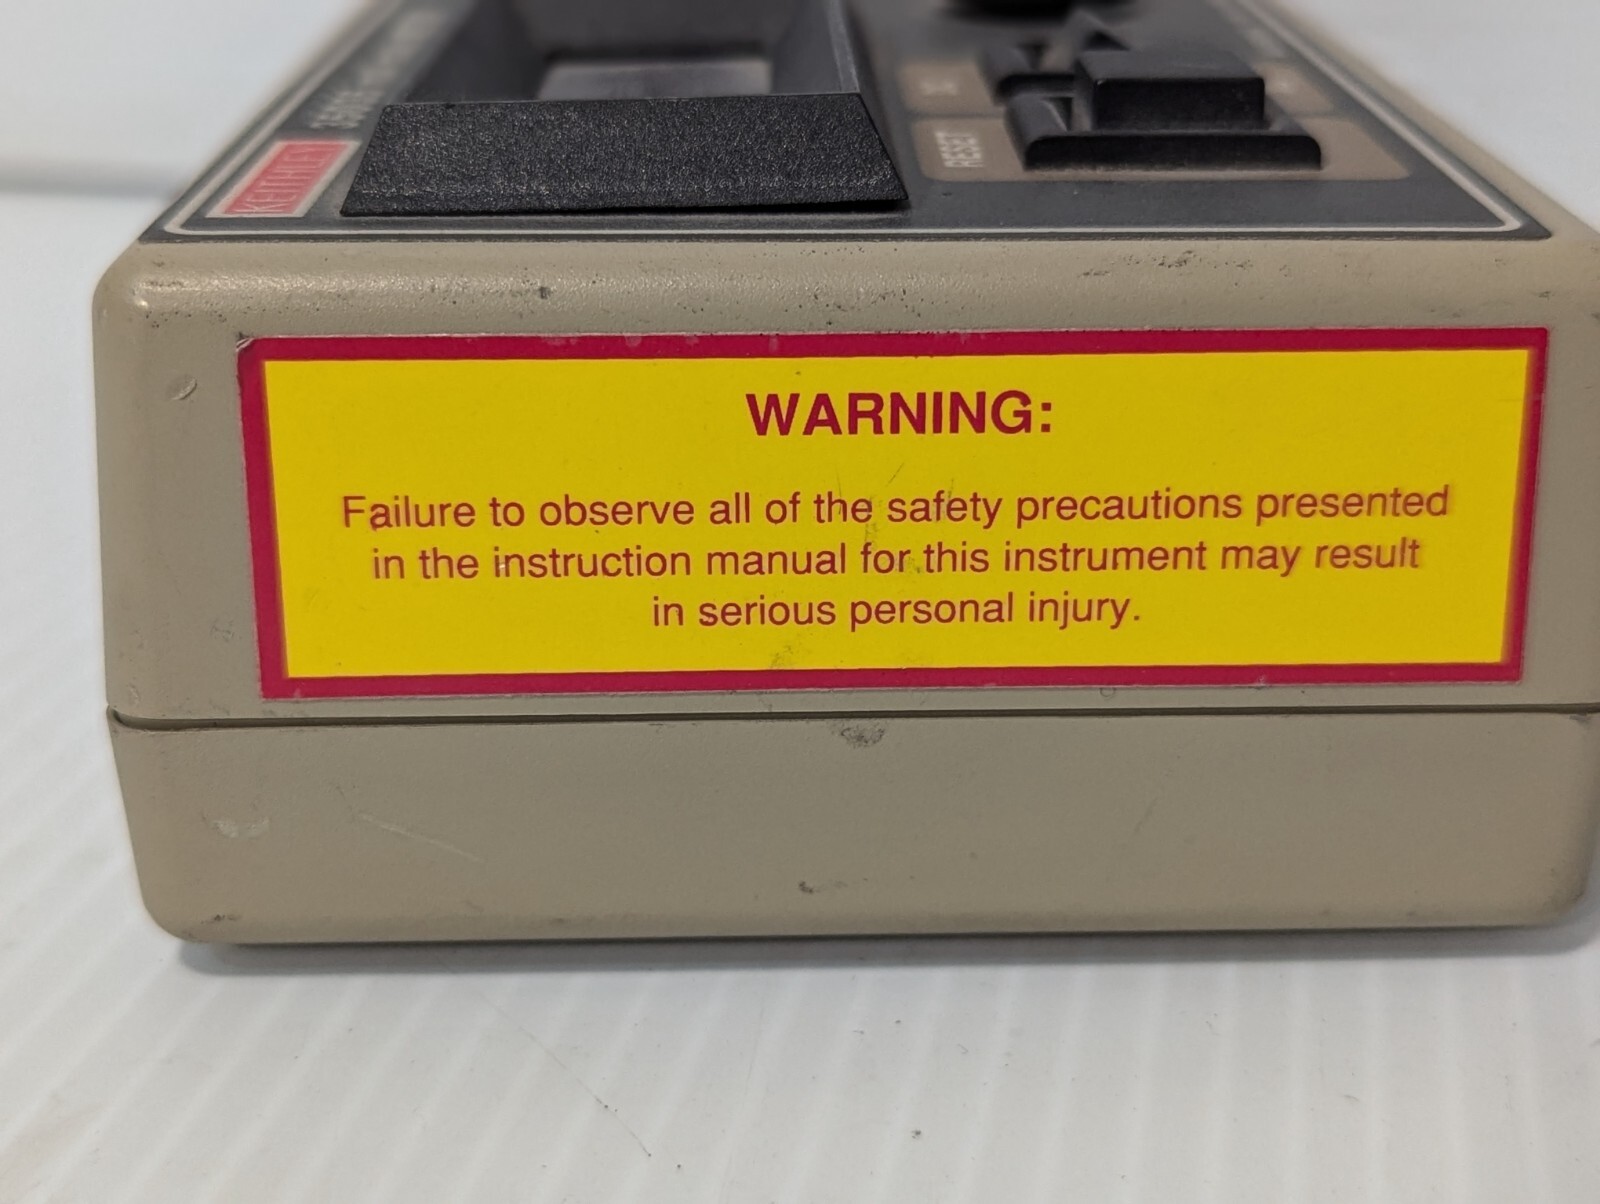 KEITHLEY
RESET
WARNING:
Failure to observe all of the safety precautions presented
in the instruction manual for this instrument may result
in serious personal injury.